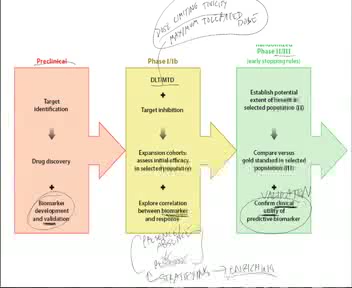 DOSE LIMITING TOXICITY
MAXIMUM TOLERATED DOSE
Preclinical
Target
identification
Drug discovery
+
Biomarker
development
and validation
Phase I/Ib
DLT/MTD
+
Target inhibition
Expansion cohorts:
assess initial efficacy
in selected population
+
Explore correlation
between biomarker
and response
Phase II/III
(early stopping rules)
Establish potential
extent of benefit in
selected population (II)
Compare versus
gold standard in selected
population (III)
+
VALIDATION
Confirm clinical
utility of
predictive biomarker
ENRICHING